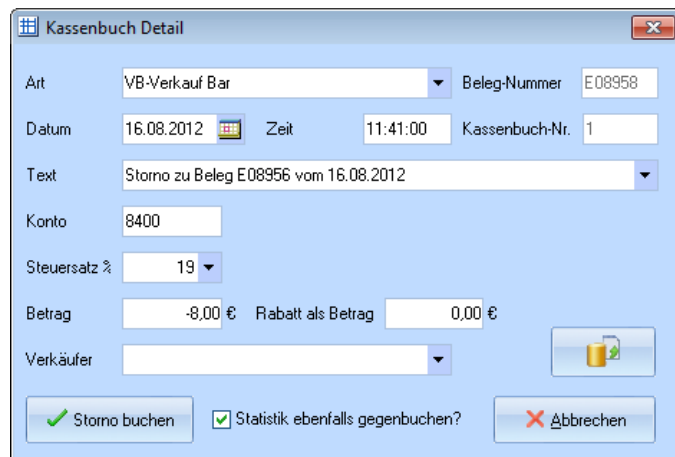 Kassenbuch Detail
Art VB-Verkauf Bar Beleg-Nummer E08958
Datum 16.08.2012 Zeit 11:41:00 Kassenbuch-Nr. 1
Text Storno zu Beleg E08956 vom 16.08.2012
Konto 8400
Steuersatz % 19
Betrag -8,00 € Rabatt als Betrag 0,00 €
Verkäufer
Storno buchen Statistik ebenfalls gegenbuchen? Abbrechen